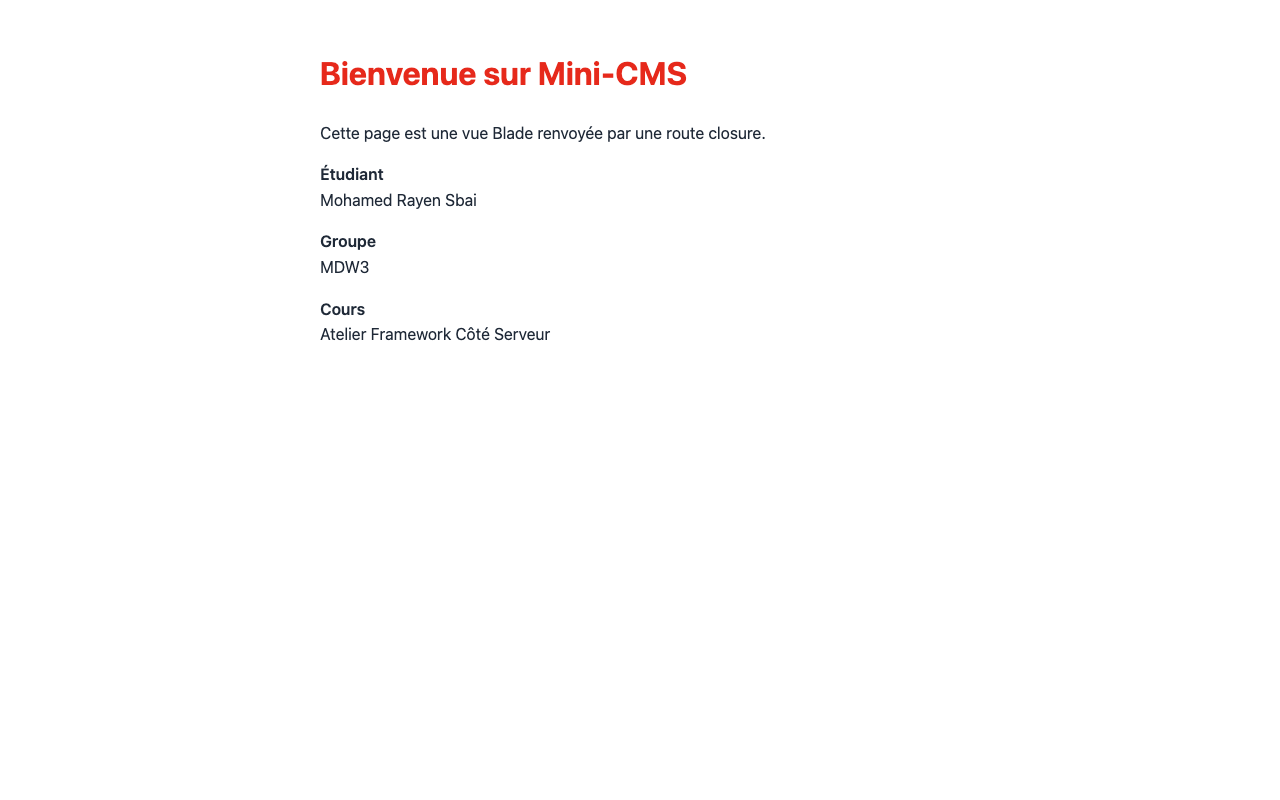 Bienvenue sur Mini-CMS
Cette page est une vue Blade renvoyée par une route closure.
Étudiant
Mohamed Rayen Sbai
Groupe
MDW3
Cours
Atelier Framework Côté Serveur